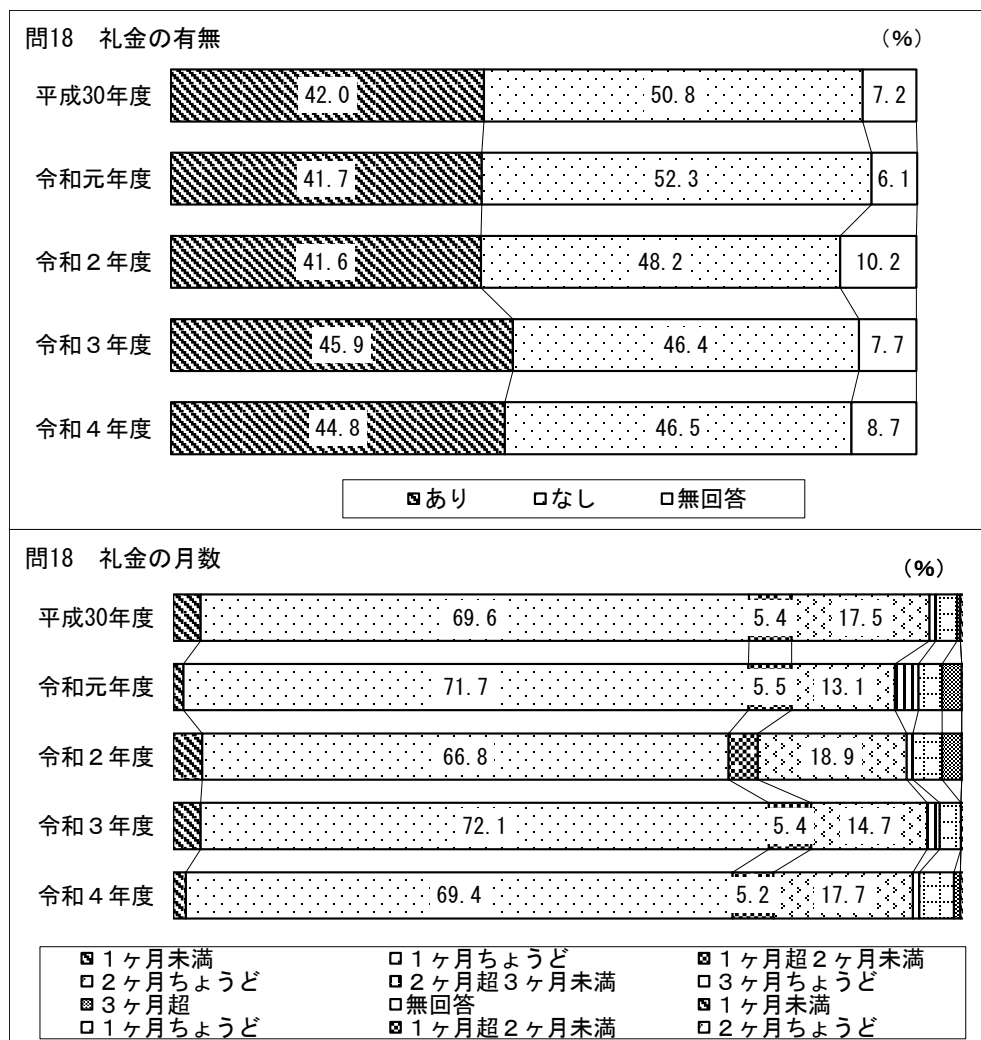 問18　礼金の有無
（%）
平成30年度
42.0 50.8 7.2
令和元年度
41.7 52.3 6.1
令和２年度
41.6 48.2 10.2
令和３年度
45.9 46.4 7.7
令和４年度
44.8 46.5 8.7
あり なし 無回答
問18　礼金の月数
（%）
平成30年度
69.6 5.4 17.5
令和元年度
71.7 5.5 13.1
令和２年度
66.8 18.9
令和３年度
72.1 5.4 14.7
令和４年度
69.4 5.2 17.7
１ヶ月未満 １ヶ月ちょうど １ヶ月超２ヶ月未満
２ヶ月ちょうど ２ヶ月超３ヶ月未満 ３ヶ月ちょうど
３ヶ月超 無回答 １ヶ月未満
１ヶ月ちょうど １ヶ月超２ヶ月未満 ２ヶ月ちょうど